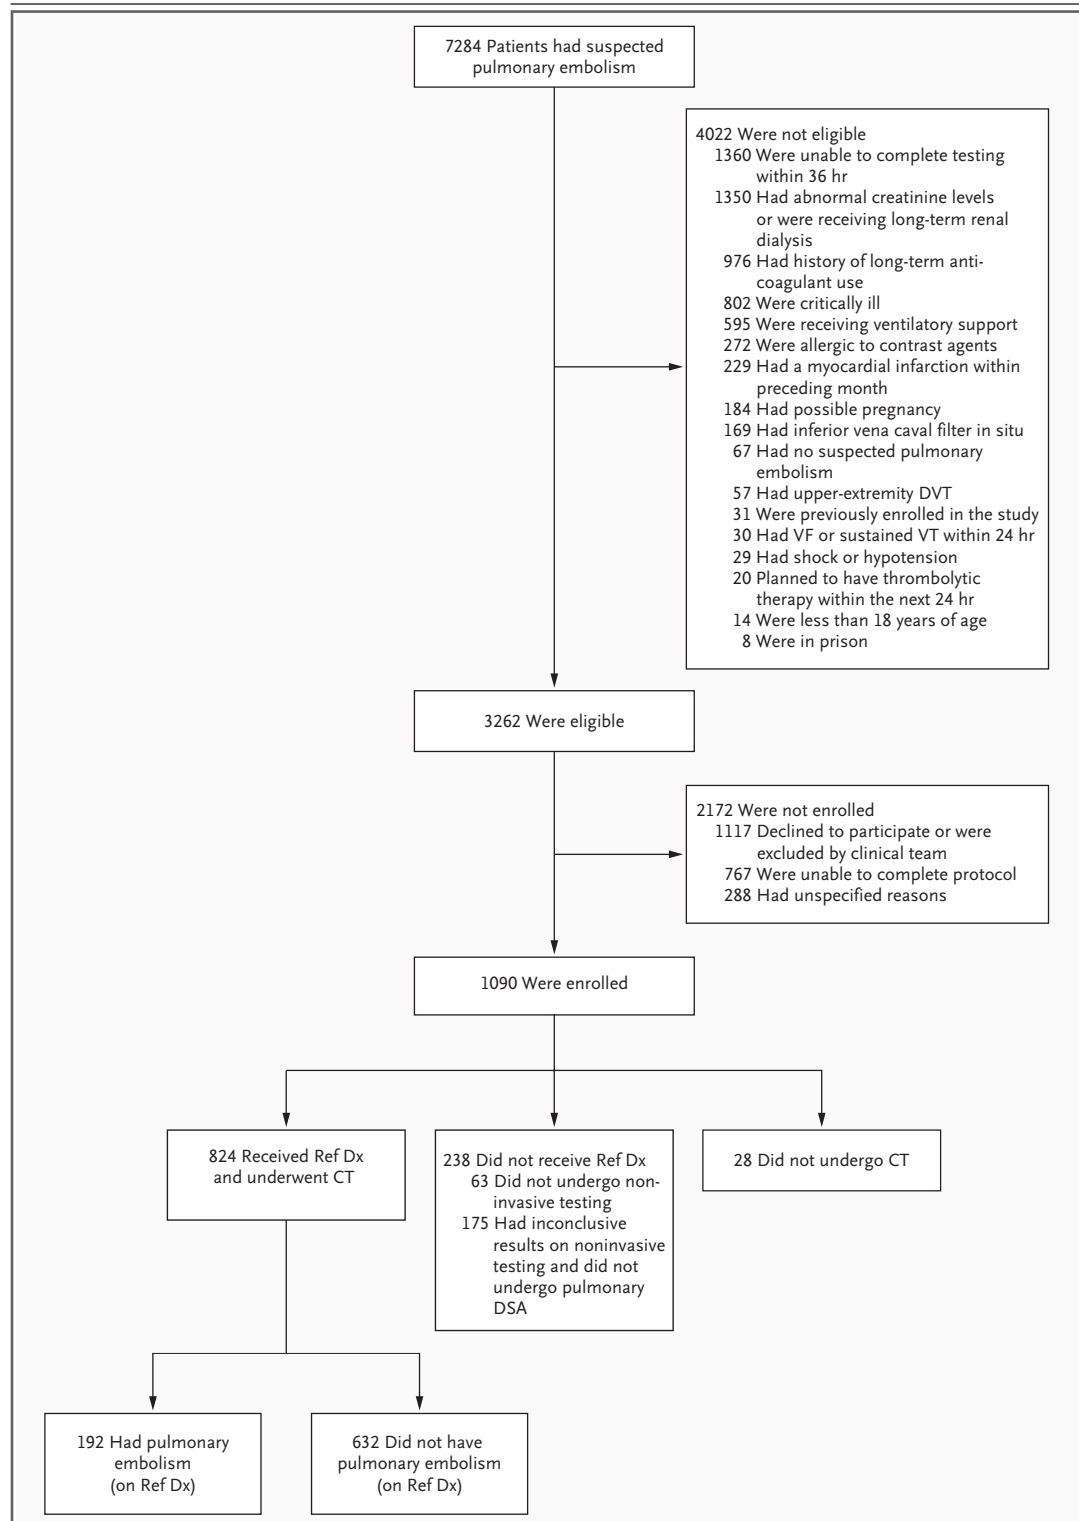 7284 Patients had suspected
pulmonary embolism
4022 Were not eligible
1360 Were unable to complete testing
within 36 hr
1350 Had abnormal creatinine levels
or were receiving long-term renal
dialysis
976 Had history of long-term anti-
coagulant use
802 Were critically ill
595 Were receiving ventilatory support
272 Were allergic to contrast agents
229 Had a myocardial infarction within
preceding month
184 Had possible pregnancy
169 Had inferior vena caval filter in situ
67 Had no suspected pulmonary
embolism
57 Had upper-extremity DVT
31 Were previously enrolled in the study
30 Had VF or sustained VT within 24 hr
29 Had shock or hypotension
20 Planned to have thrombolytic
therapy within the next 24 hr
14 Were less than 18 years of age
8 Were in prison
3262 Were eligible
2172 Were not enrolled
1117 Declined to participate or were
excluded by clinical team
767 Were unable to complete protocol
288 Had unspecified reasons
1090 Were enrolled
824 Received Ref Dx
and underwent CT
238 Did not receive Ref Dx
63 Did not undergo non-
invasive testing
175 Had inconclusive
results on noninvasive
testing and did not
undergo pulmonary
DSA
28 Did not undergo CT
192 Had pulmonary
embolism
(on Ref Dx)
632 Did not have
pulmonary embolism
(on Ref Dx)